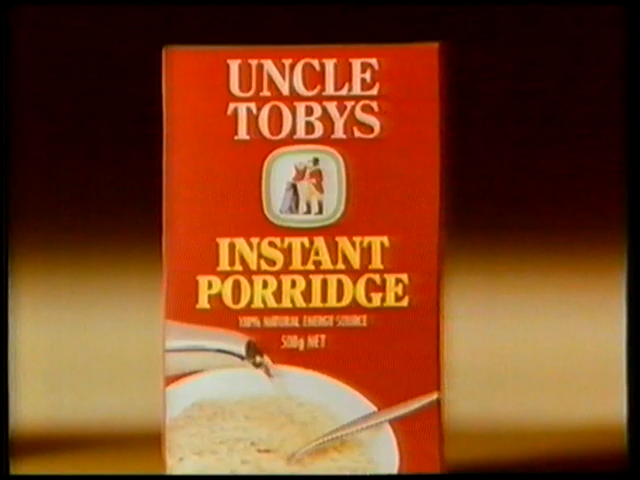 UNCLE
TOBYS
INSTANT
PORRIDGE
100% NATURAL ENERGY SOURCE
500g NET